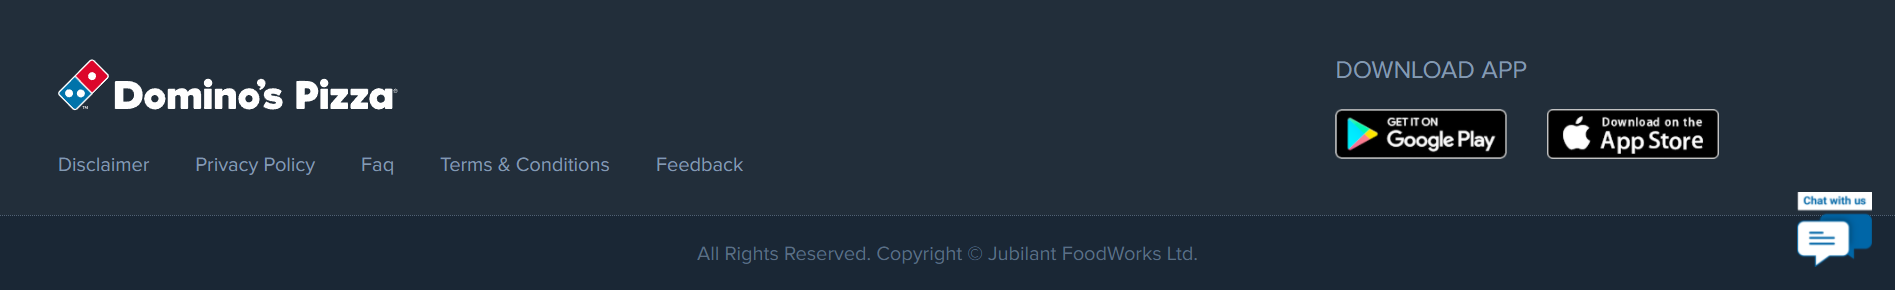 Domino's Pizza
Disclaimer Privacy Policy Faq Terms & Conditions Feedback
DOWNLOAD APP
GET IT ON
Google Play
Download on the
App Store
Chat with us
All Rights Reserved. Copyright © Jubilant FoodWorks Ltd.